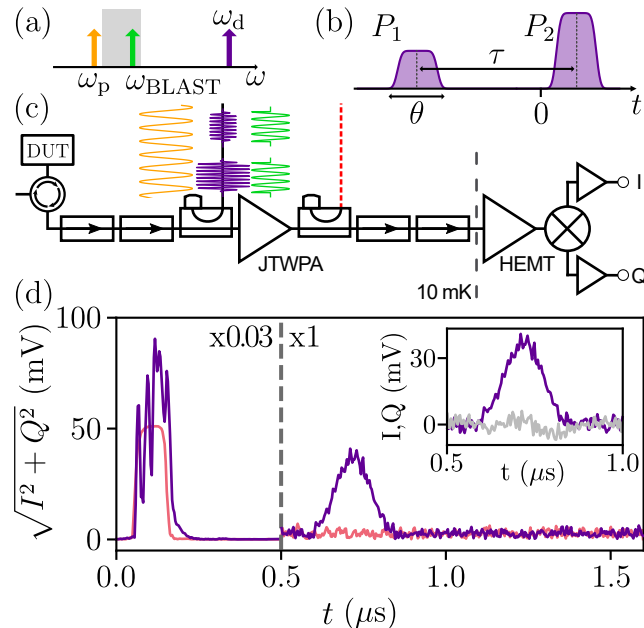 (a)
ω_d
ω_p
ω_BLAST
ω
(b)
P_1
P_2
τ
θ
0
t
(c)
DUT
JTWPA
HEMT
10 mK
I
Q
(d)
x0.03
x1
100
50
0
√I² + Q² (mV)
0.0
0.5
1.0
1.5
t (μs)
I,Q (mV)
30
0
0.5
1.0
t (μs)